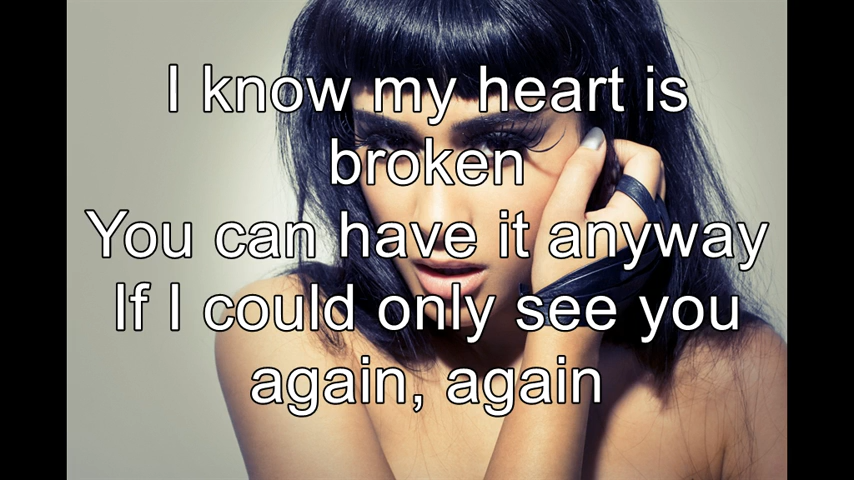 I know my heart is
broken
You can have it anyway
If I could only see you
again, again